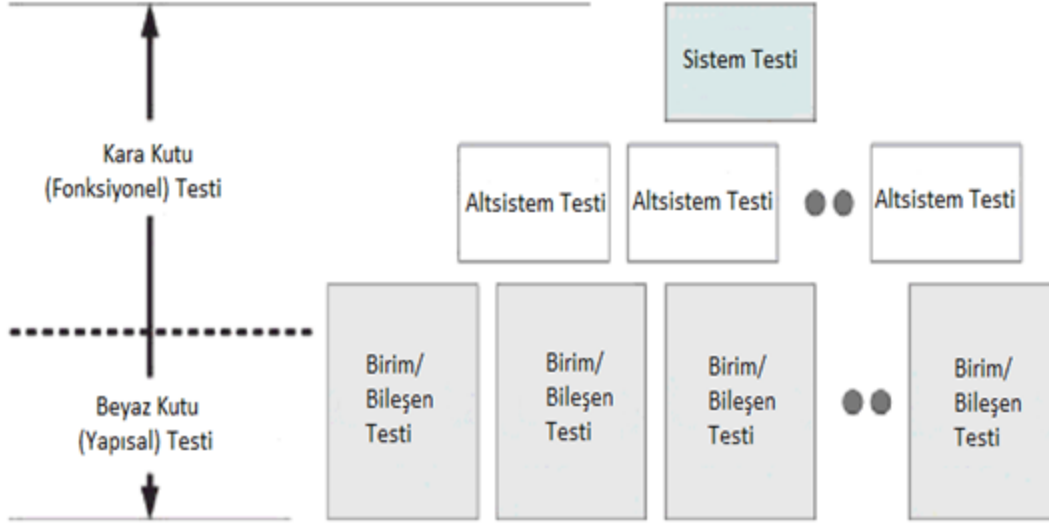 Sistem Testi
Kara Kutu
(Fonksiyonel) Testi
Altsistem Testi
Altsistem Testi
Altsistem Testi
Beyaz Kutu
(Yapısal) Testi
Birim/
Bileşen
Testi
Birim/
Bileşen
Testi
Birim/
Bileşen
Testi
Birim/
Bileşen
Testi